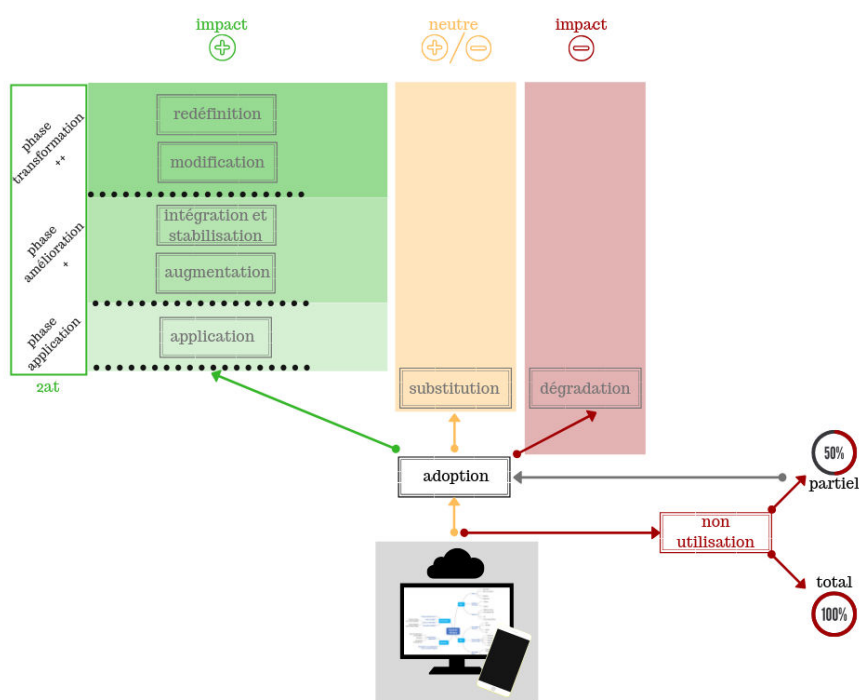 impact
neutre
impact
phase
transformation
++
redéfinition
modification
phase
amélioration
+
intégration et
stabilisation
augmentation
phase
application
application
2at
substitution
dégradation
adoption
50%
partiel
non
utilisation
total
100%